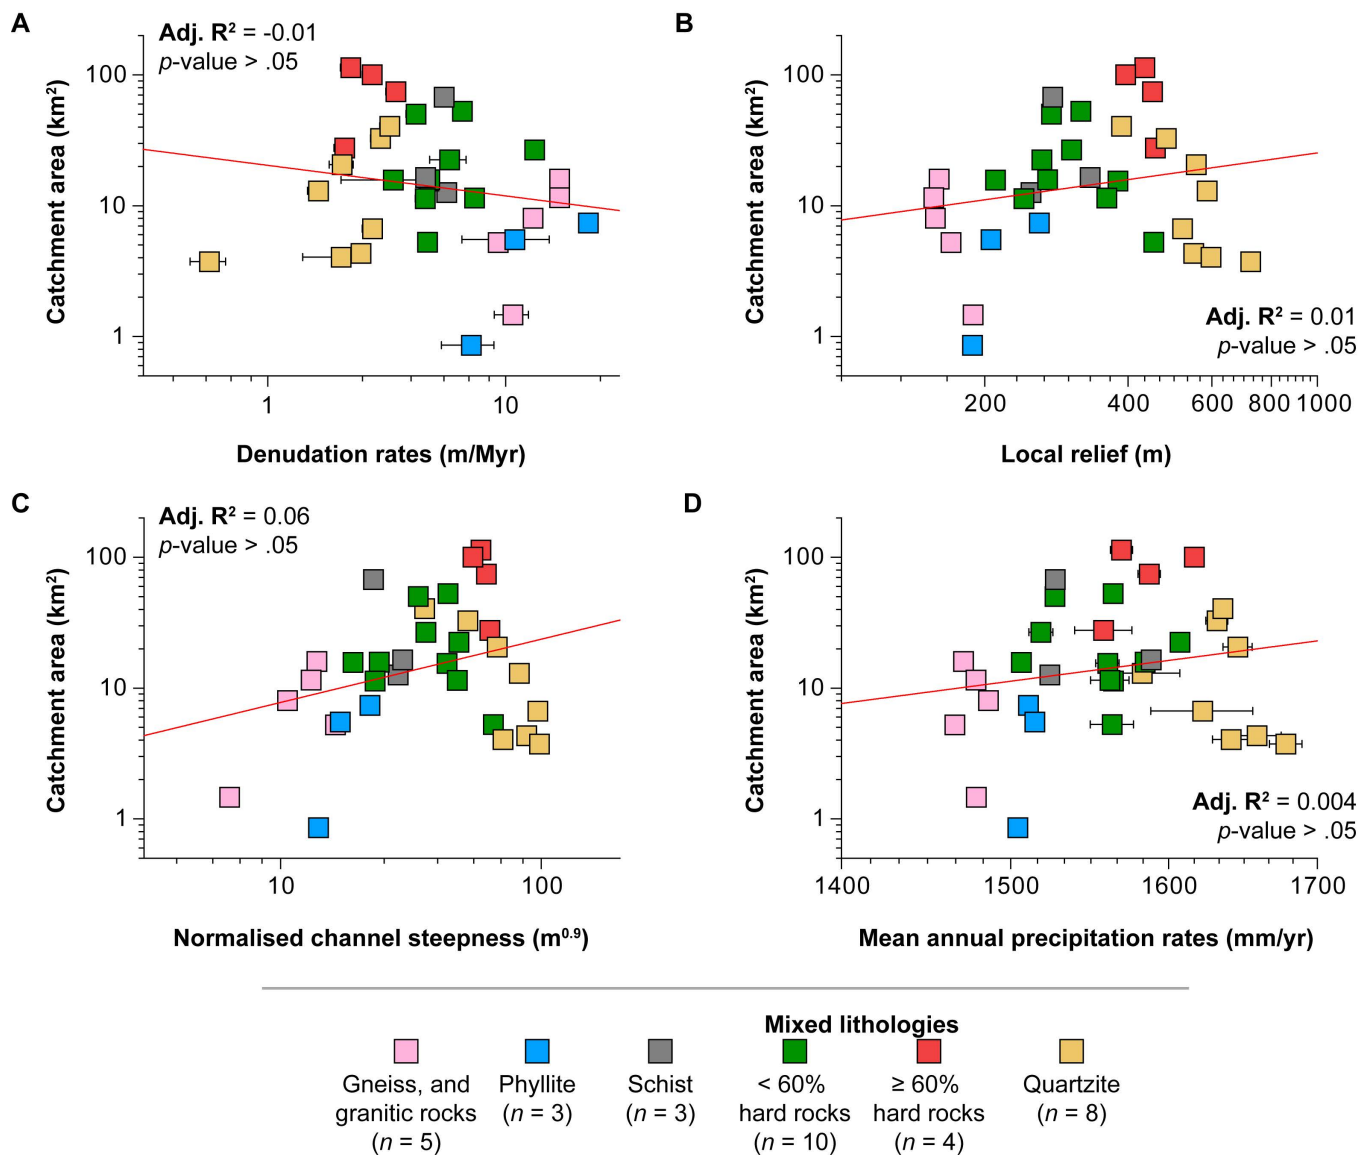 A
Adj. R² = -0.01
p-value > .05
Catchment area (km²)
100
10
1
1
10
Denudation rates (m/Myr)
B
Catchment area (km²)
100
10
1
Adj. R² = 0.01
p-value > .05
200
400
600
800
1000
Local relief (m)
C
Adj. R² = 0.06
p-value > .05
Catchment area (km²)
100
10
1
10
100
Normalised channel steepness (m⁰·⁹)
D
Catchment area (km²)
100
10
1
Adj. R² = 0.004
p-value > .05
1400
1500
1600
1700
Mean annual precipitation rates (mm/yr)
Mixed lithologies
Gneiss, and
granitic rocks
(n = 5)
Phyllite
(n = 3)
Schist
(n = 3)
< 60%
hard rocks
(n = 10)
≥ 60%
hard rocks
(n = 4)
Quartzite
(n = 8)